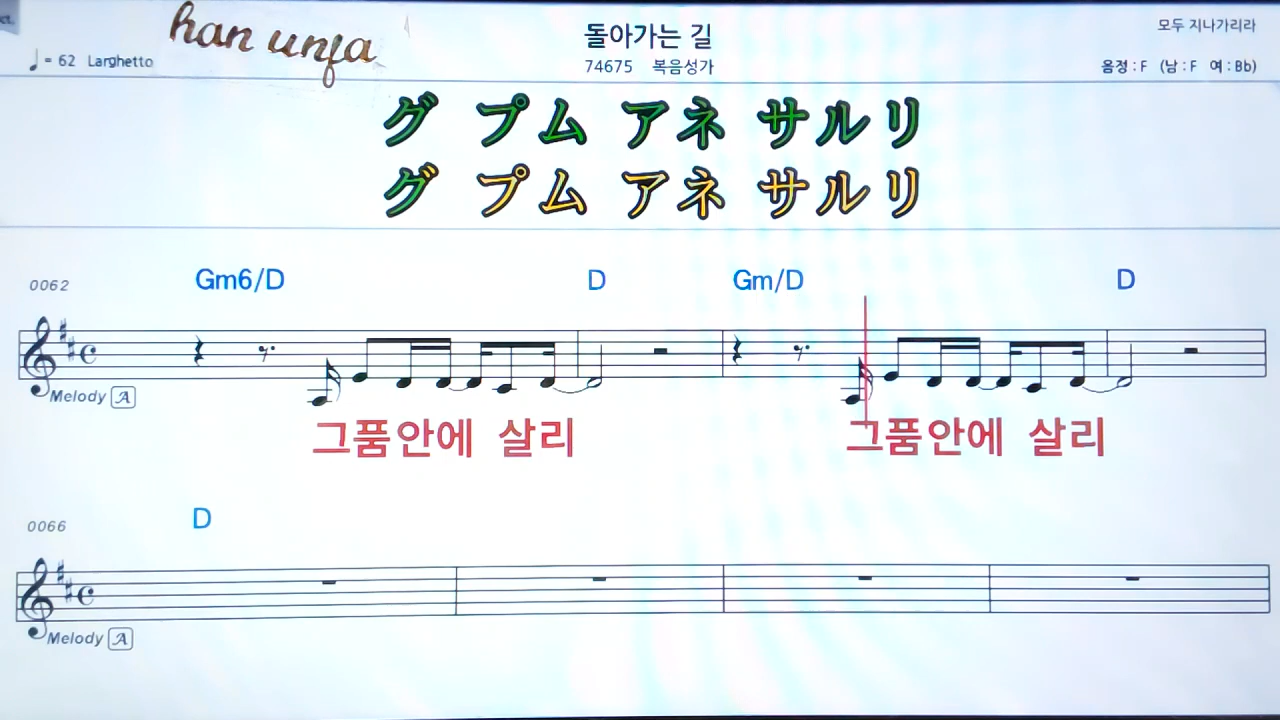 han unfa
돌아가는 길
모두 지나가리라
♩= 62 Larghetto
74675 복음성가
음정 : F (남 : F 여 : Bb)
グ プム アネ サルリ
グ プム アネ サルリ
0062 Gm6/D D Gm/D D
Melody A
그품안에 살리 그품안에 살리
0066 D
Melody A